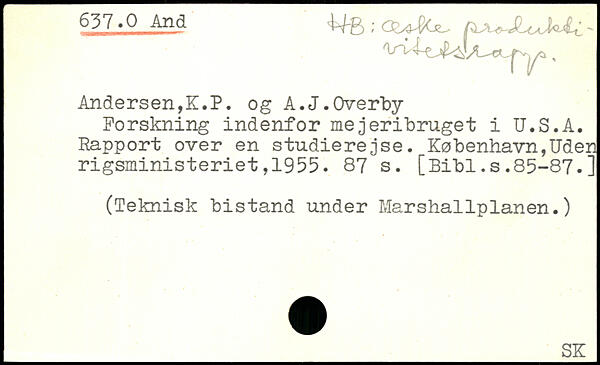 637.0 And
HB: æske produkti-
vitetsrapp.
Andersen,K.P. og A.J.Overby
Forskning indenfor mejeribruget i U.S.A.
Rapport over en studierejse. København,Uden
rigsministeriet,1955. 87 s. [Bibl.s.85-87.]
(Teknisk bistand under Marshallplanen.)
SK